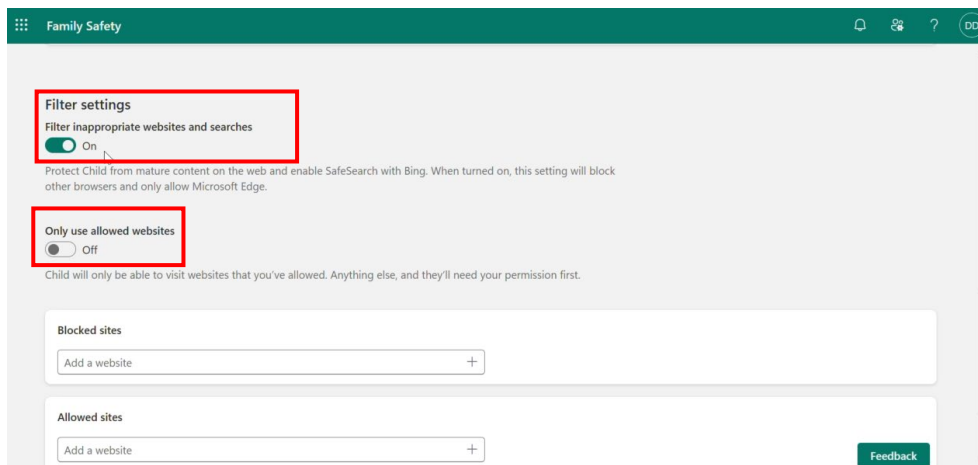 Family Safety
?
DD
Filter settings
Filter inappropriate websites and searches
On
Protect Child from mature content on the web and enable SafeSearch with Bing. When turned on, this setting will block
other browsers and only allow Microsoft Edge.
Only use allowed websites
Off
Child will only be able to visit websites that you've allowed. Anything else, and they'll need your permission first.
Blocked sites
Add a website
Allowed sites
Add a website
Feedback